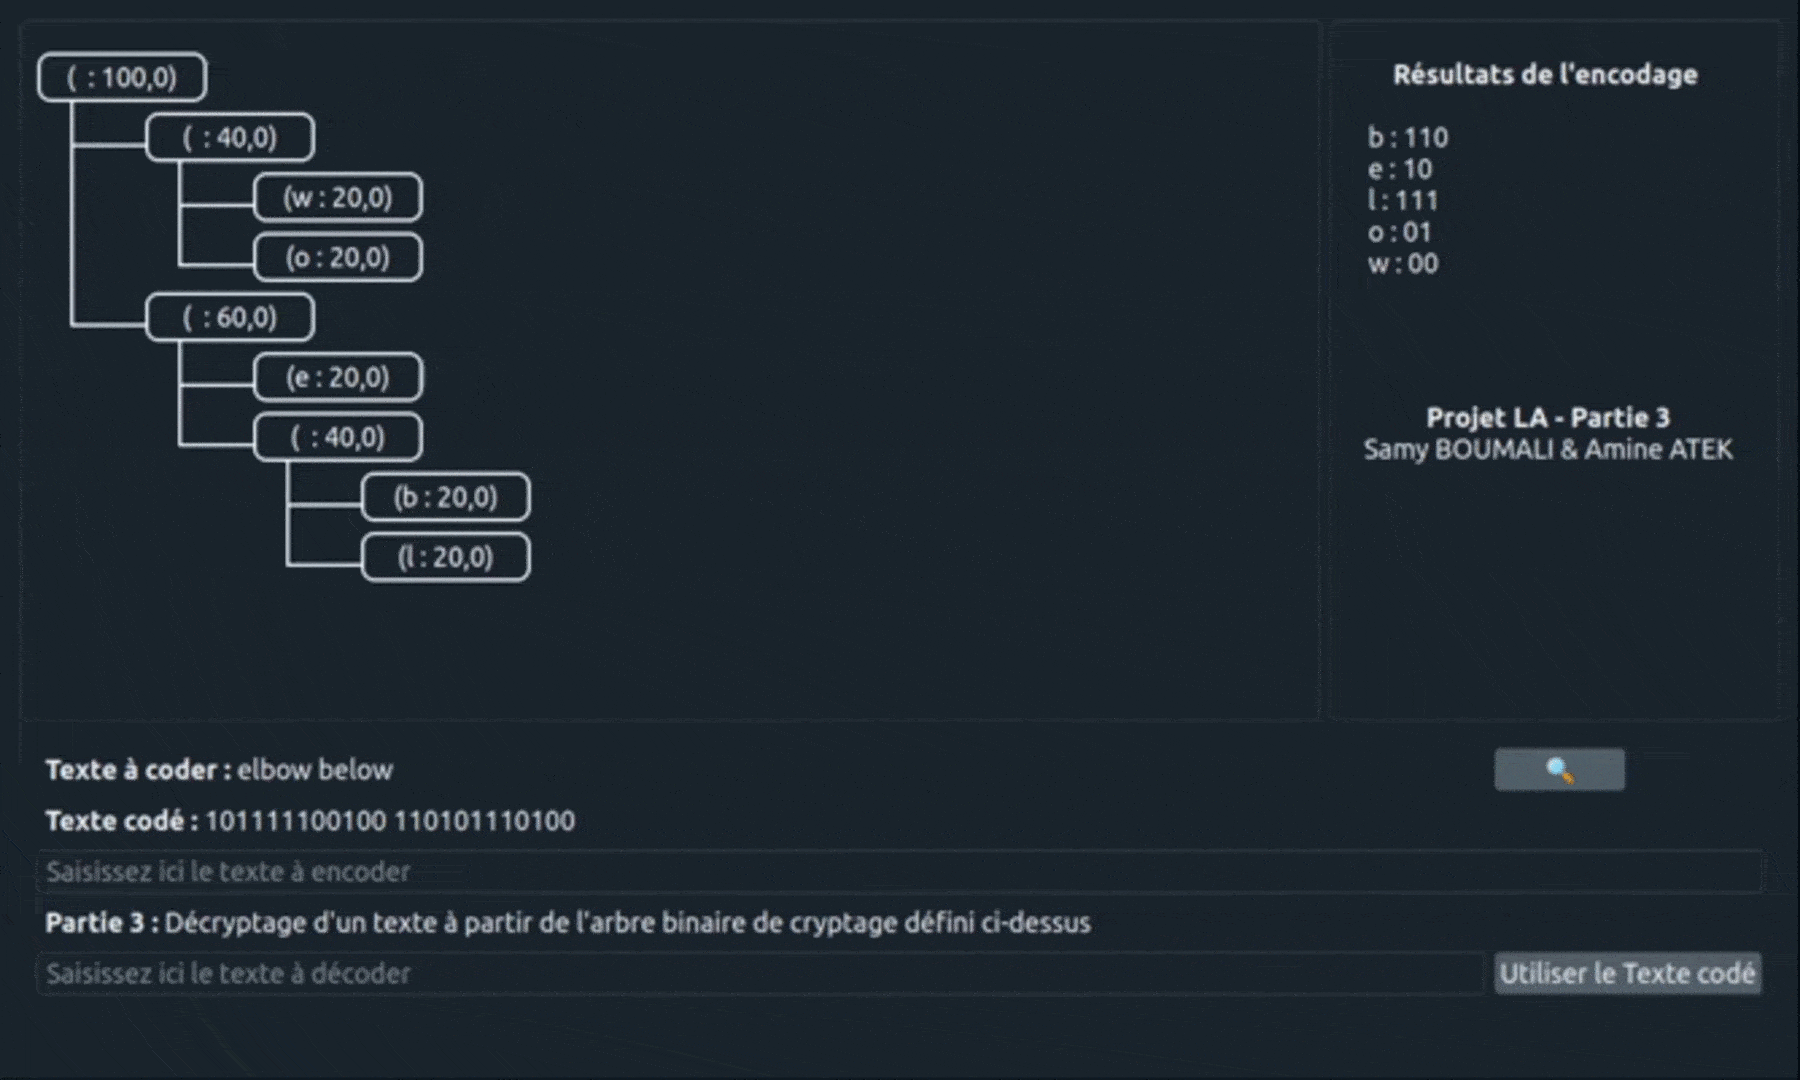 ( : 100,0)
( : 40,0)
(w : 20,0)
(o : 20,0)
( : 60,0)
(e : 20,0)
( : 40,0)
(b : 20,0)
(l : 20,0)
Résultats de l'encodage
b : 110
e : 10
l : 111
o : 01
w : 00
Projet LA - Partie 3
Samy BOUMALI & Amine ATEK
Texte à coder : elbow below
Texte codé : 101111100100 110101110100
Saisissez ici le texte à encoder
Partie 3 : Décryptage d'un texte à partir de l'arbre binaire de cryptage défini ci-dessus
Saisissez ici le texte à décoder
Utiliser le Texte codé